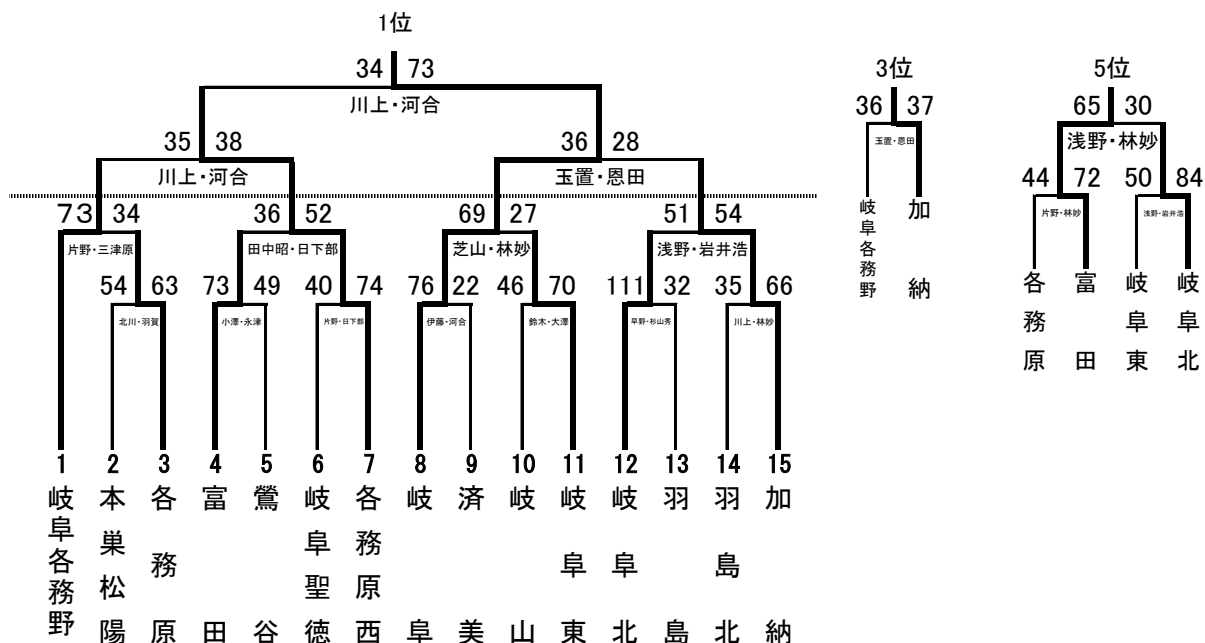 1位
34 73
川上・河合
35 38
川上・河合
36 28
玉置・恩田
73 34
片野・三津原
36 52
田中昭・日下部
69 27
芝山・林妙
51 54
浅野・岩井浩
54 63
北川・羽賀
73 49
小澤・永津
40 74
片野・日下部
76 22
伊藤・河合
46 70
鈴木・大澤
111 32
早野・杉山秀
35 66
川上・林妙
1 岐阜各務野
2 本巣松陽
3 各務原
4 富田
5 鶯谷
6 岐阜聖徳
7 各務原西
8 岐阜
9 済美
10 岐山
11 岐阜東
12 岐阜北
13 羽島
14 羽島北
15 加納
3位
36 37
玉置・恩田
岐阜各務野
加納
5位
65 30
浅野・林妙
44 72
片野・林妙
50 84
浅野・岩井浩
各務原
富田
岐阜東
岐阜北